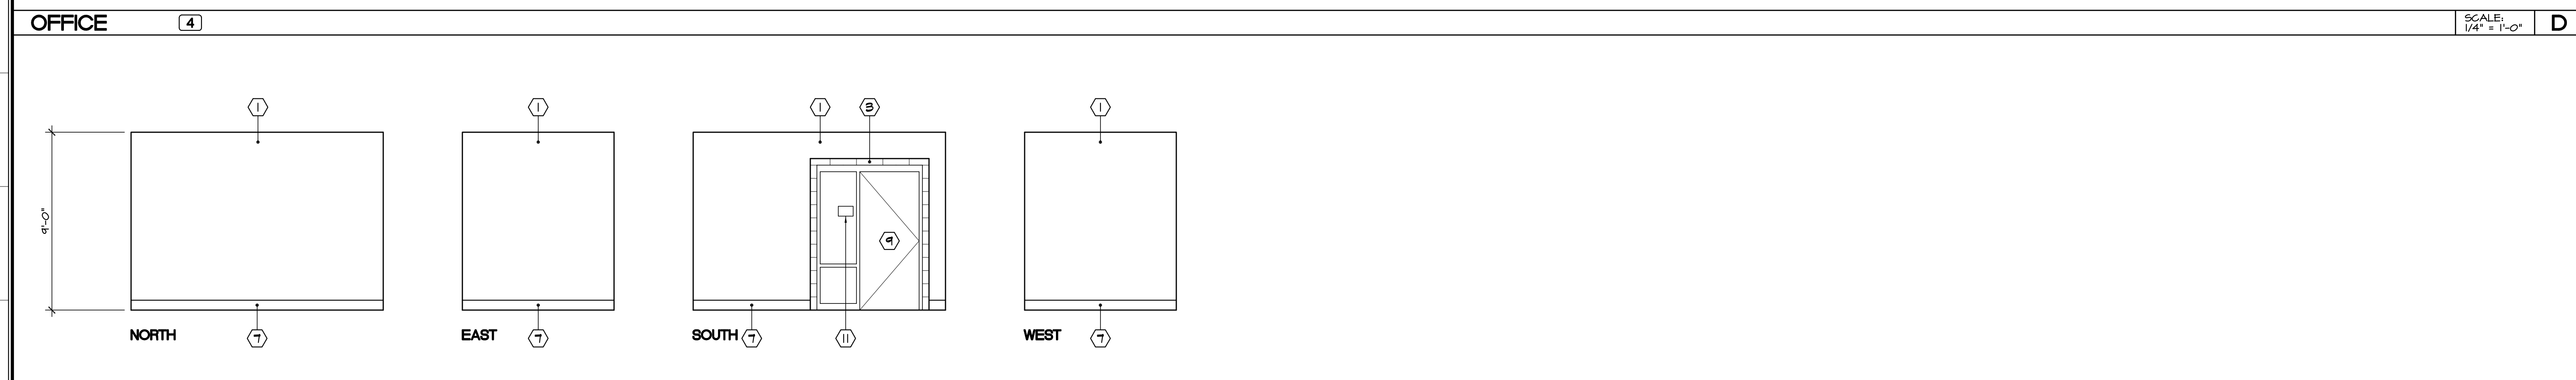 OFFICE 4 SCALE: D
1/4" = 1'-0"
1 1 1 3 1
9'-0"
9
NORTH 7 EAST 7 SOUTH 7 11 WEST 7